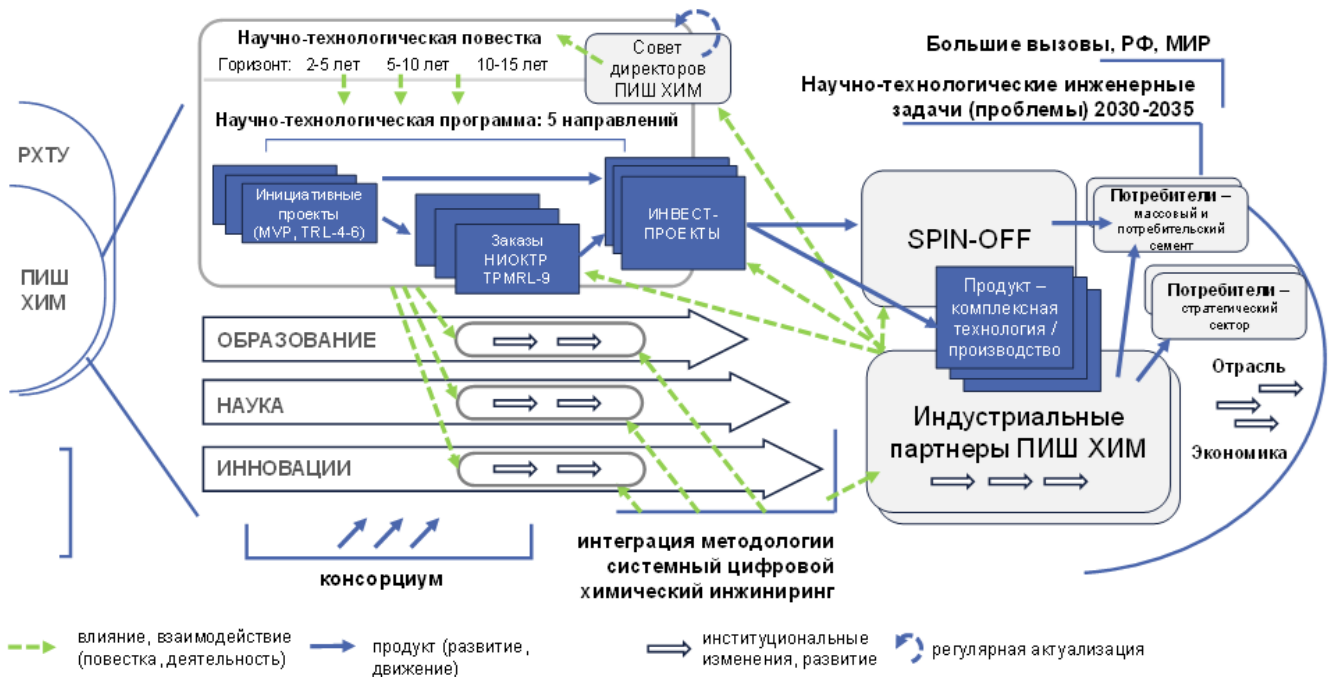 Научно-технологическая повестка
Горизонт: 2-5 лет 5-10 лет 10-15 лет
Совет
директоров
ПИШ ХИМ
Научно-технологическая программа: 5 направлений
Большие вызовы, РФ, МИР
Научно-технологические инженерные
задачи (проблемы) 2030-2035
РХТУ
ПИШ
ХИМ
Инициативные
проекты
(MVP, TRL-4-6)
Заказы
НИОКТР
TPMRL-9
ИНВЕСТ-
ПРОЕКТЫ
SPIN-OFF
Продукт –
комплексная
технология /
производство
Потребители –
массовый и
потребительский
семент
Потребители –
стратегический
сектор
ОБРАЗОВАНИЕ
НАУКА
ИННОВАЦИИ
Индустриальные
партнеры ПИШ ХИМ
Отрасль
Экономика
консорциум
интеграция методологии
системный цифровой
химический инжиниринг
влияние, взаимодействие
(повестка, деятельность)
продукт (развитие,
движение)
институциональные
изменения, развитие
регулярная актуализация